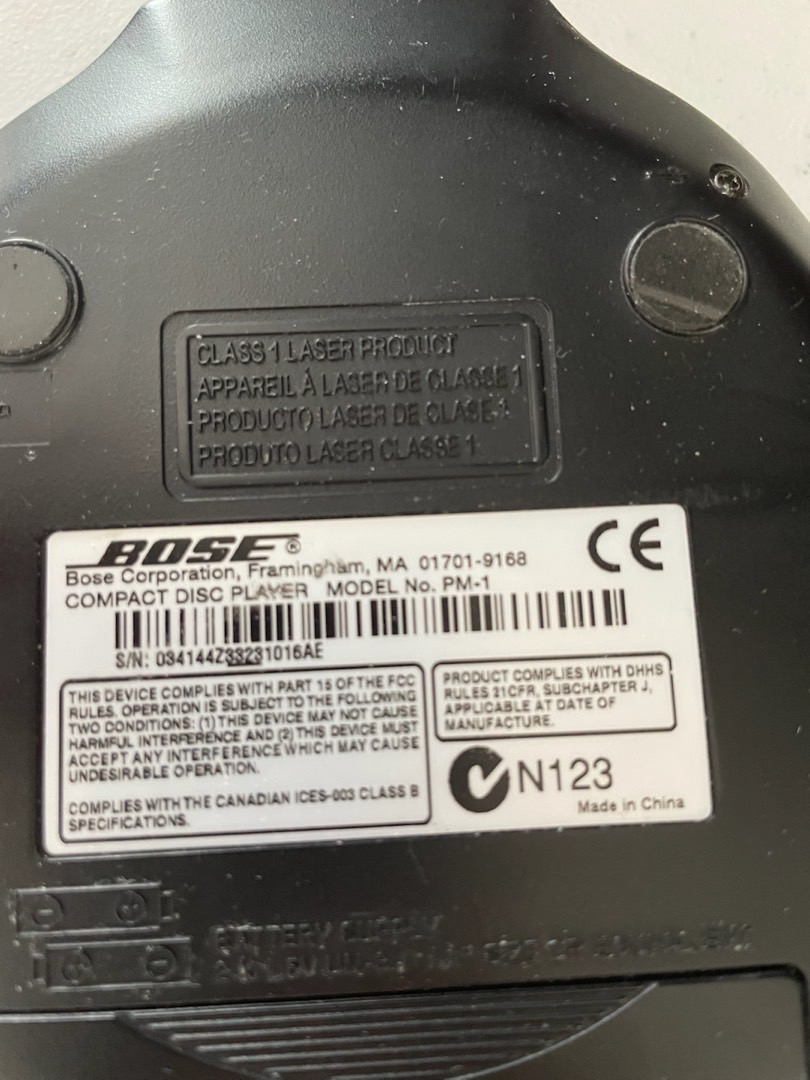 CLASS 1 LASER PRODUCT
APPAREIL À LASER DE CLASSE 1
PRODUCTO LASER DE CLASE 1
PRODUTO LASER CLASSE 1
BOSE®
Bose Corporation, Framingham, MA 01701-9168
COMPACT DISC PLAYER MODEL No. PM-1
CE
S/N: 034144Z33231016AE
THIS DEVICE COMPLIES WITH PART 15 OF THE FCC
RULES. OPERATION IS SUBJECT TO THE FOLLOWING
TWO CONDITIONS: (1) THIS DEVICE MAY NOT CAUSE
HARMFUL INTERFERENCE AND (2) THIS DEVICE MUST
ACCEPT ANY INTERFERENCE WHICH MAY CAUSE
UNDESIRABLE OPERATION.
COMPLIES WITH THE CANADIAN ICES-003 CLASS B
SPECIFICATIONS.
PRODUCT COMPLIES WITH DHHS
RULES 21CFR, SUBCHAPTER J,
APPLICABLE AT DATE OF
MANUFACTURE.
N123
Made in China
BATTERY SUPPLY